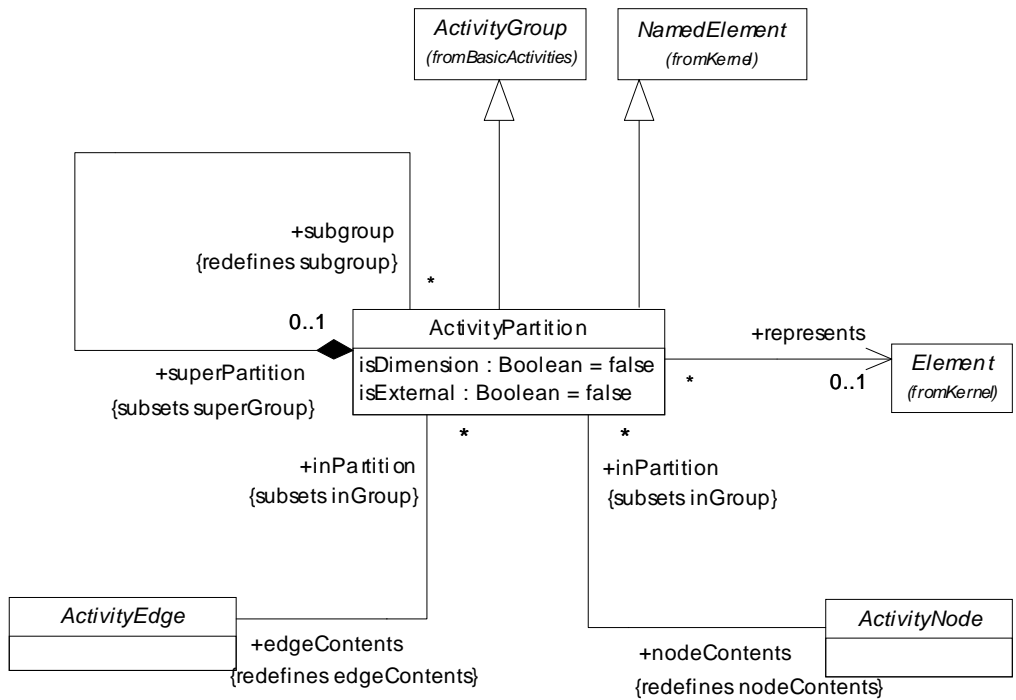 ActivityGroup
(fromBasicActivities)
NamedElement
(fromKernel)
+subgroup
{redefines subgroup}
*
0..1
ActivityPartition
isDimension : Boolean = false
isExternal : Boolean = false
+superPartition
{subsets superGroup}
+represents
*
0..1
Element
(fromKernel)
*
*
+inPartition
{subsets inGroup}
+inPartition
{subsets inGroup}
ActivityEdge
+edgeContents
{redefines edgeContents}
ActivityNode
+nodeContents
{redefines nodeContents}